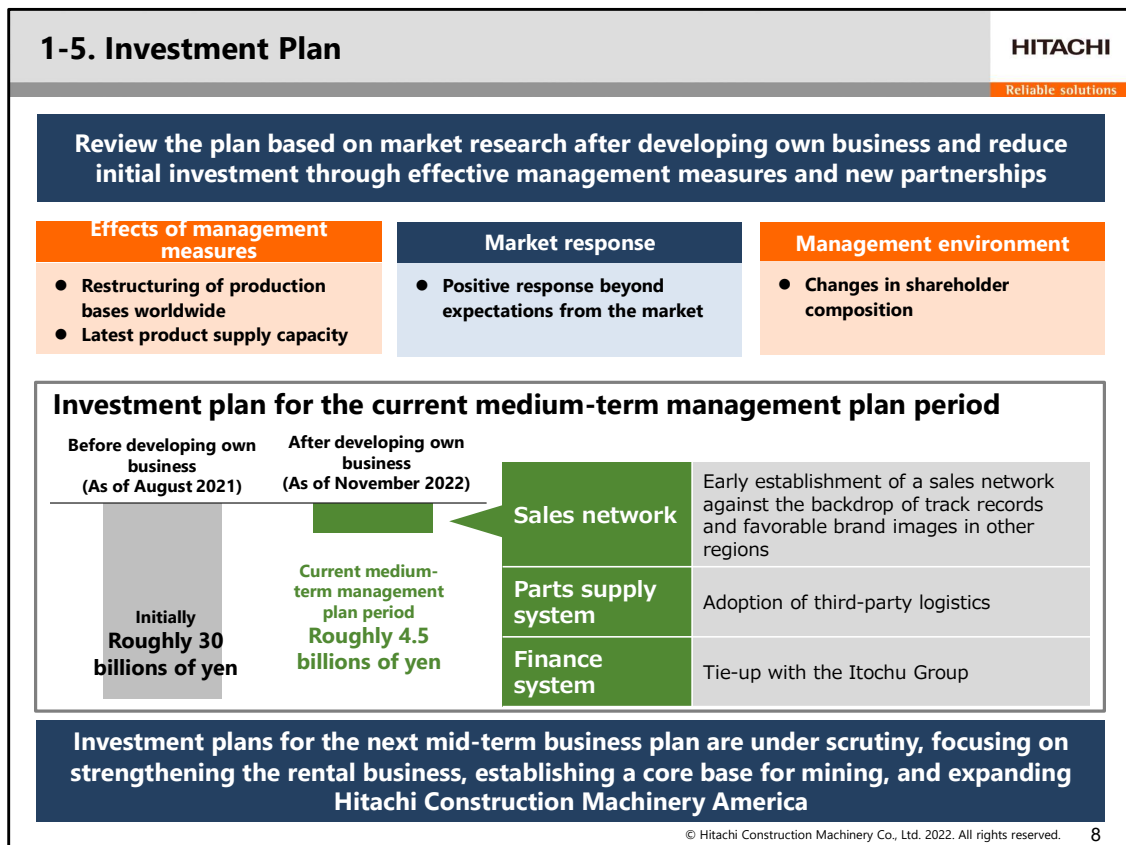 1-5. Investment Plan
HITACHI
Reliable solutions
Review the plan based on market research after developing own business and reduce
initial investment through effective management measures and new partnerships
Effects of management
measures
● Restructuring of production
bases worldwide
● Latest product supply capacity
Market response
● Positive response beyond
expectations from the market
Management environment
● Changes in shareholder
composition
Investment plan for the current medium-term management plan period
Before developing own
business
(As of August 2021)
After developing own
business
(As of November 2022)
Initially
Roughly 30
billions of yen
Current medium-
term management
plan period
Roughly 4.5
billions of yen
Sales network
Early establishment of a sales network
against the backdrop of track records
and favorable brand images in other
regions
Parts supply
system
Adoption of third-party logistics
Finance
system
Tie-up with the Itochu Group
Investment plans for the next mid-term business plan are under scrutiny, focusing on
strengthening the rental business, establishing a core base for mining, and expanding
Hitachi Construction Machinery America
© Hitachi Construction Machinery Co., Ltd. 2022. All rights reserved. 8